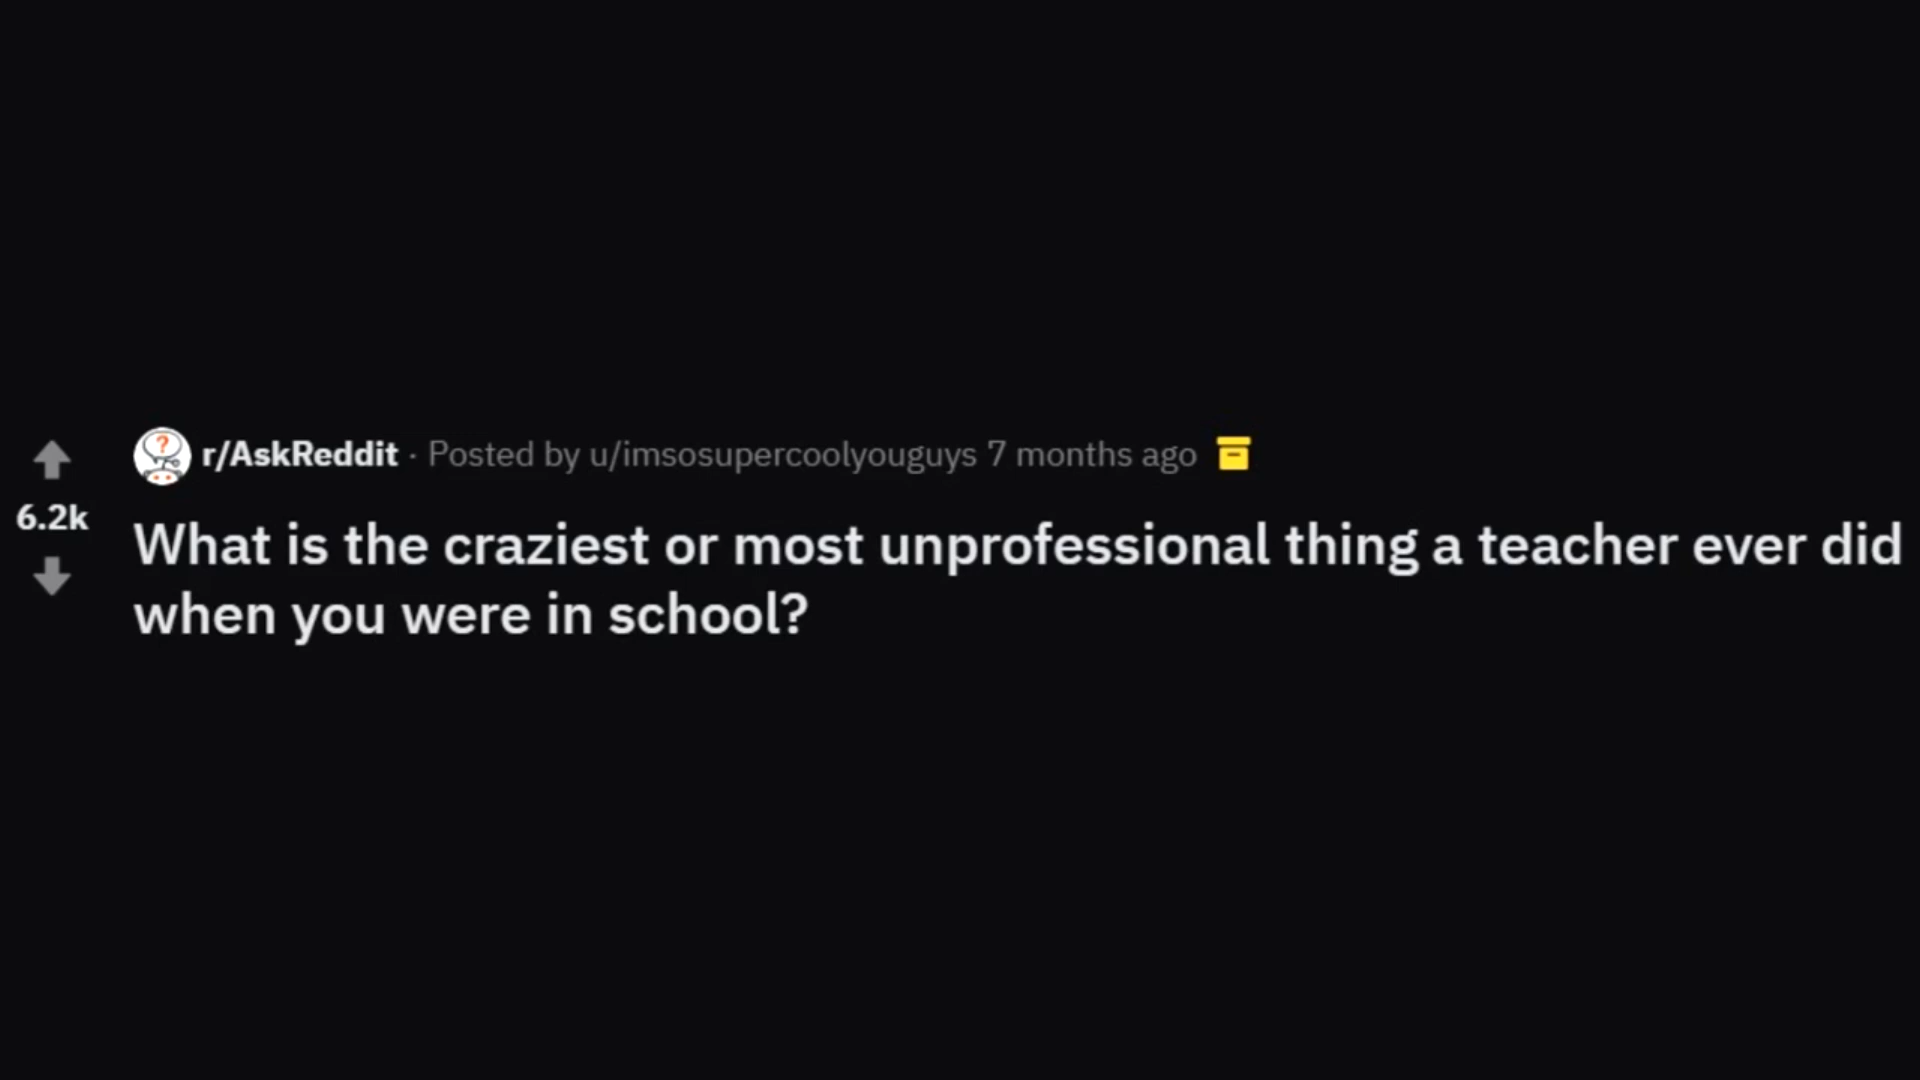 r/AskReddit · Posted by u/imsosupercoolyouguys 7 months ago
6.2k
What is the craziest or most unprofessional thing a teacher ever did
when you were in school?